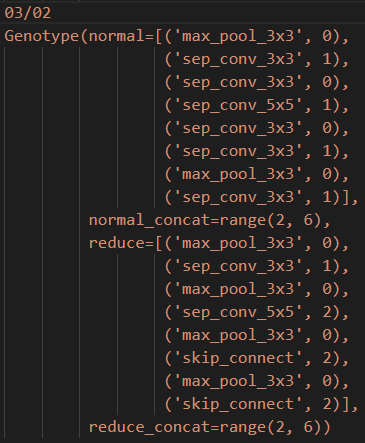 03/02
Genotype(normal=[('max_pool_3x3', 0),
('sep_conv_3x3', 1),
('sep_conv_3x3', 0),
('sep_conv_5x5', 1),
('sep_conv_3x3', 0),
('sep_conv_3x3', 1),
('max_pool_3x3', 0),
('sep_conv_3x3', 1)],
normal_concat=range(2, 6),
reduce=[('max_pool_3x3', 0),
('sep_conv_3x3', 1),
('max_pool_3x3', 0),
('sep_conv_5x5', 2),
('max_pool_3x3', 0),
('skip_connect', 2),
('max_pool_3x3', 0),
('skip_connect', 2)],
reduce_concat=range(2, 6))